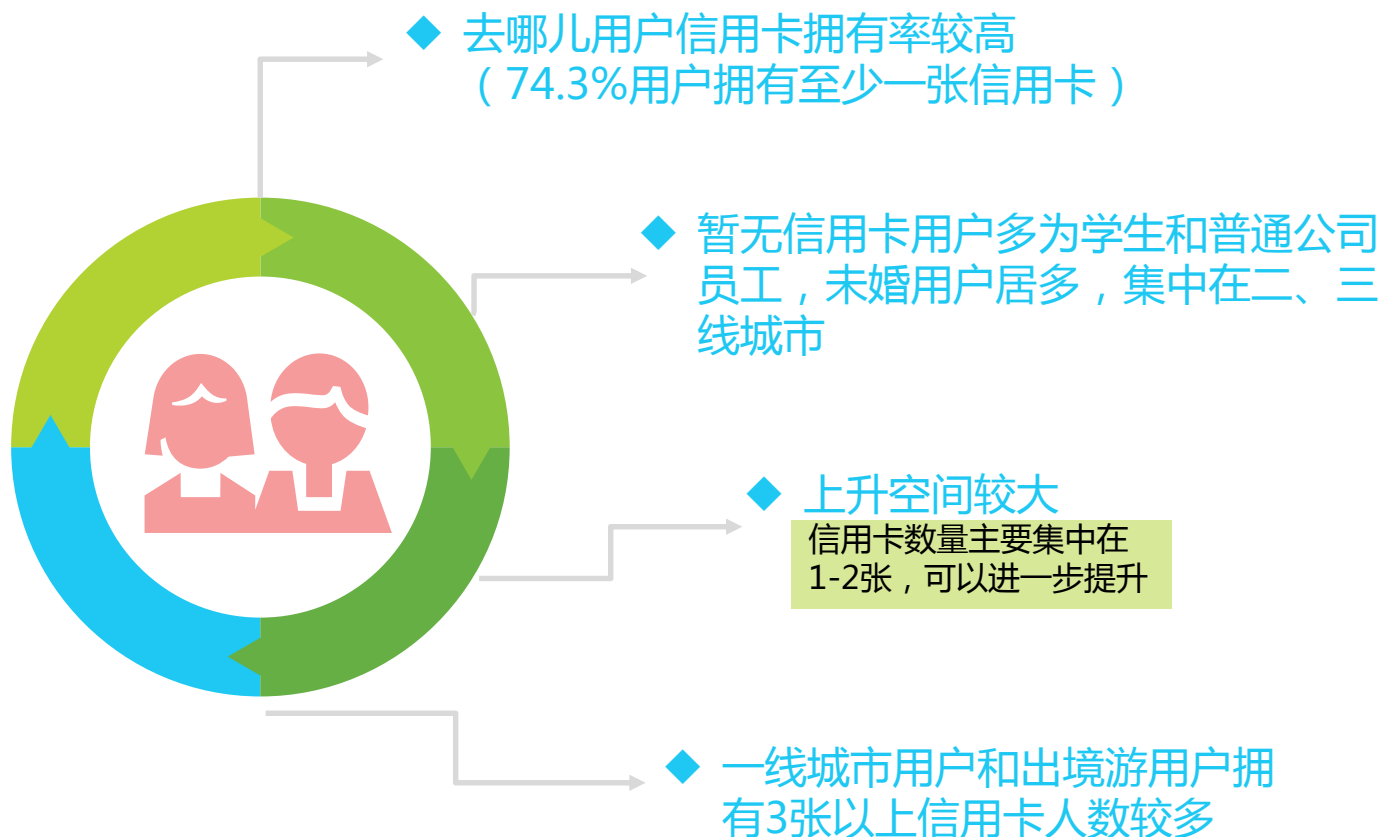 去哪儿用户信用卡拥有率较高
（74.3%用户拥有至少一张信用卡）
暂无信用卡用户多为学生和普通公司
员工，未婚用户居多，集中在二、三
线城市
上升空间较大
信用卡数量主要集中在
1-2张，可以进一步提升
一线城市用户和出境游用户拥
有3张以上信用卡人数较多